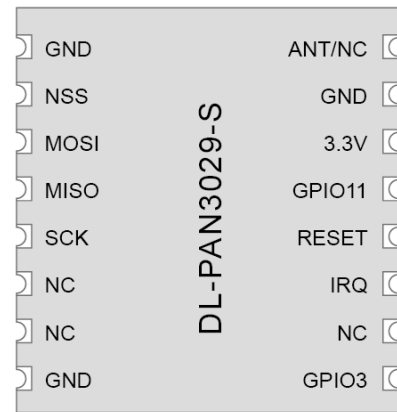 GND ANT/NC
NSS GND
MOSI 3.3V
MISO GPIO11
SCK RESET
NC IRQ
NC NC
GND GPIO3
DL-PAN3029-S